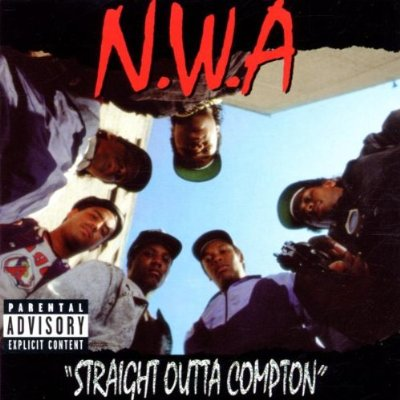 N.W.A
PARENTAL
ADVISORY
EXPLICIT CONTENT
"STRAIGHT OUTTA COMPTON"